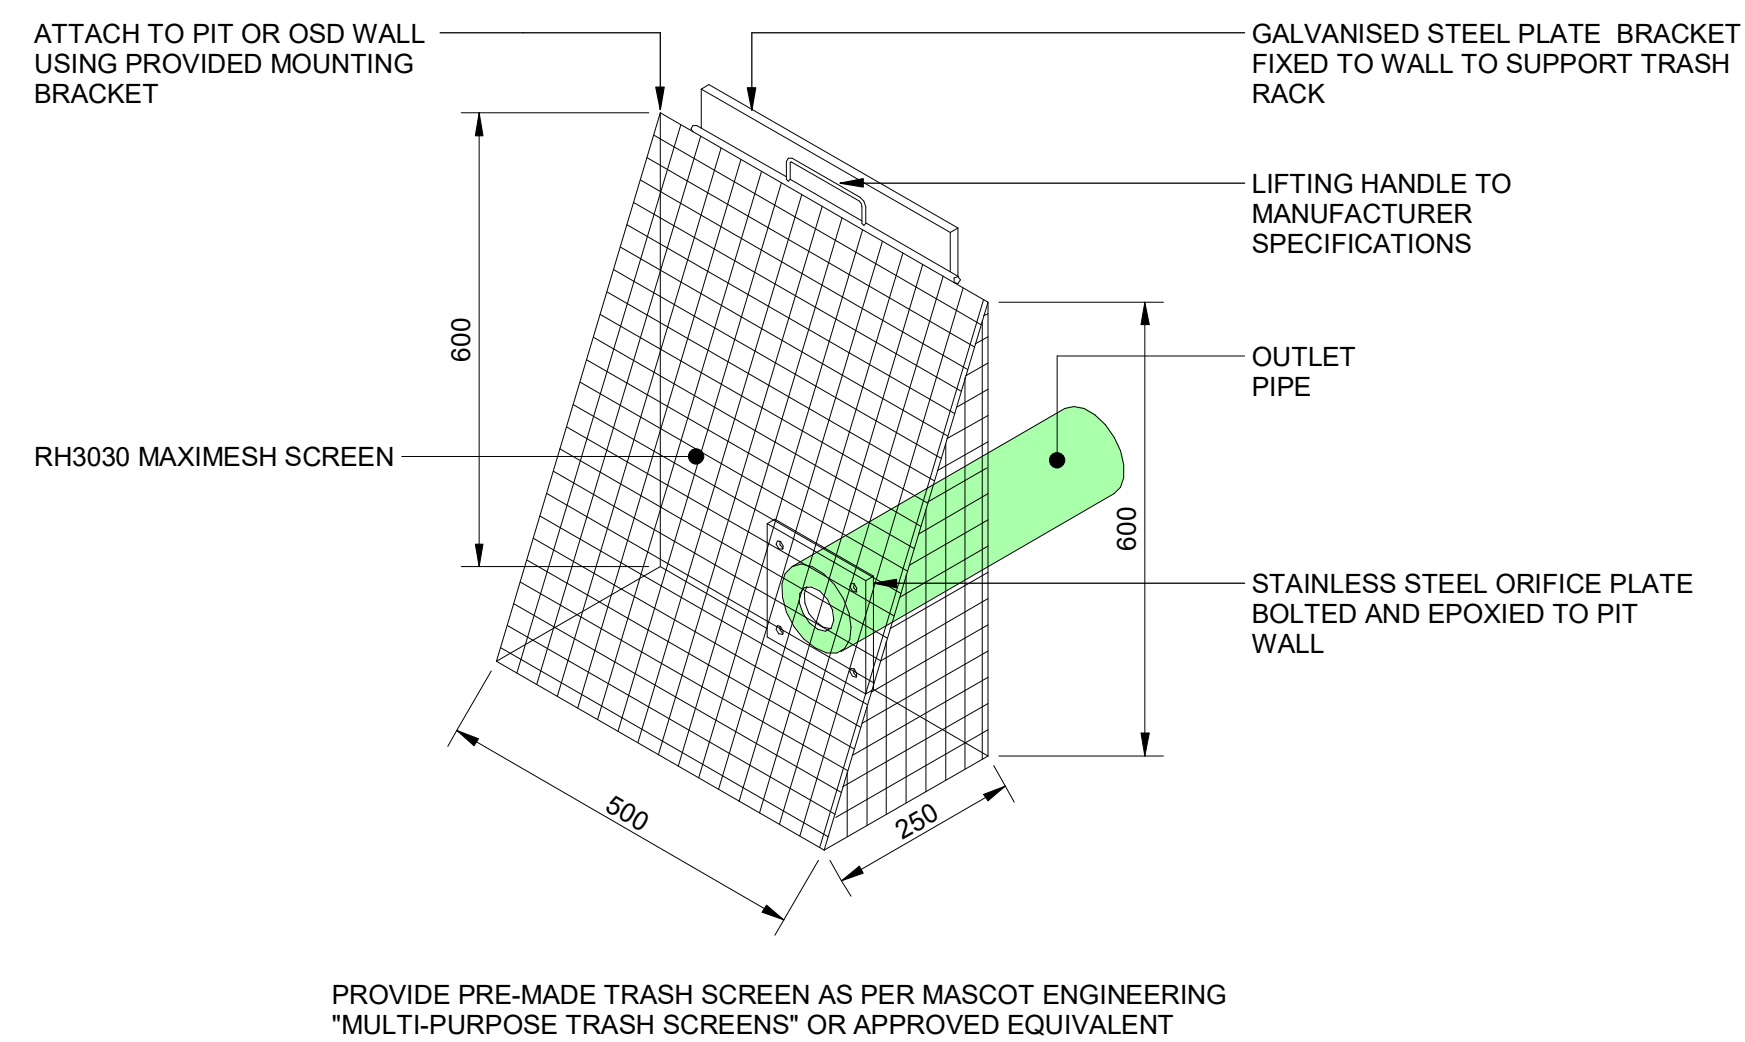 ATTACH TO PIT OR OSD WALL
USING PROVIDED MOUNTING
BRACKET
GALVANISED STEEL PLATE BRACKET
FIXED TO WALL TO SUPPORT TRASH
RACK
LIFTING HANDLE TO
MANUFACTURER
SPECIFICATIONS
600
OUTLET
PIPE
RH3030 MAXIMESH SCREEN
600
STAINLESS STEEL ORIFICE PLATE
BOLTED AND EPOXIED TO PIT
WALL
500
250
PROVIDE PRE-MADE TRASH SCREEN AS PER MASCOT ENGINEERING
"MULTI-PURPOSE TRASH SCREENS" OR APPROVED EQUIVALENT